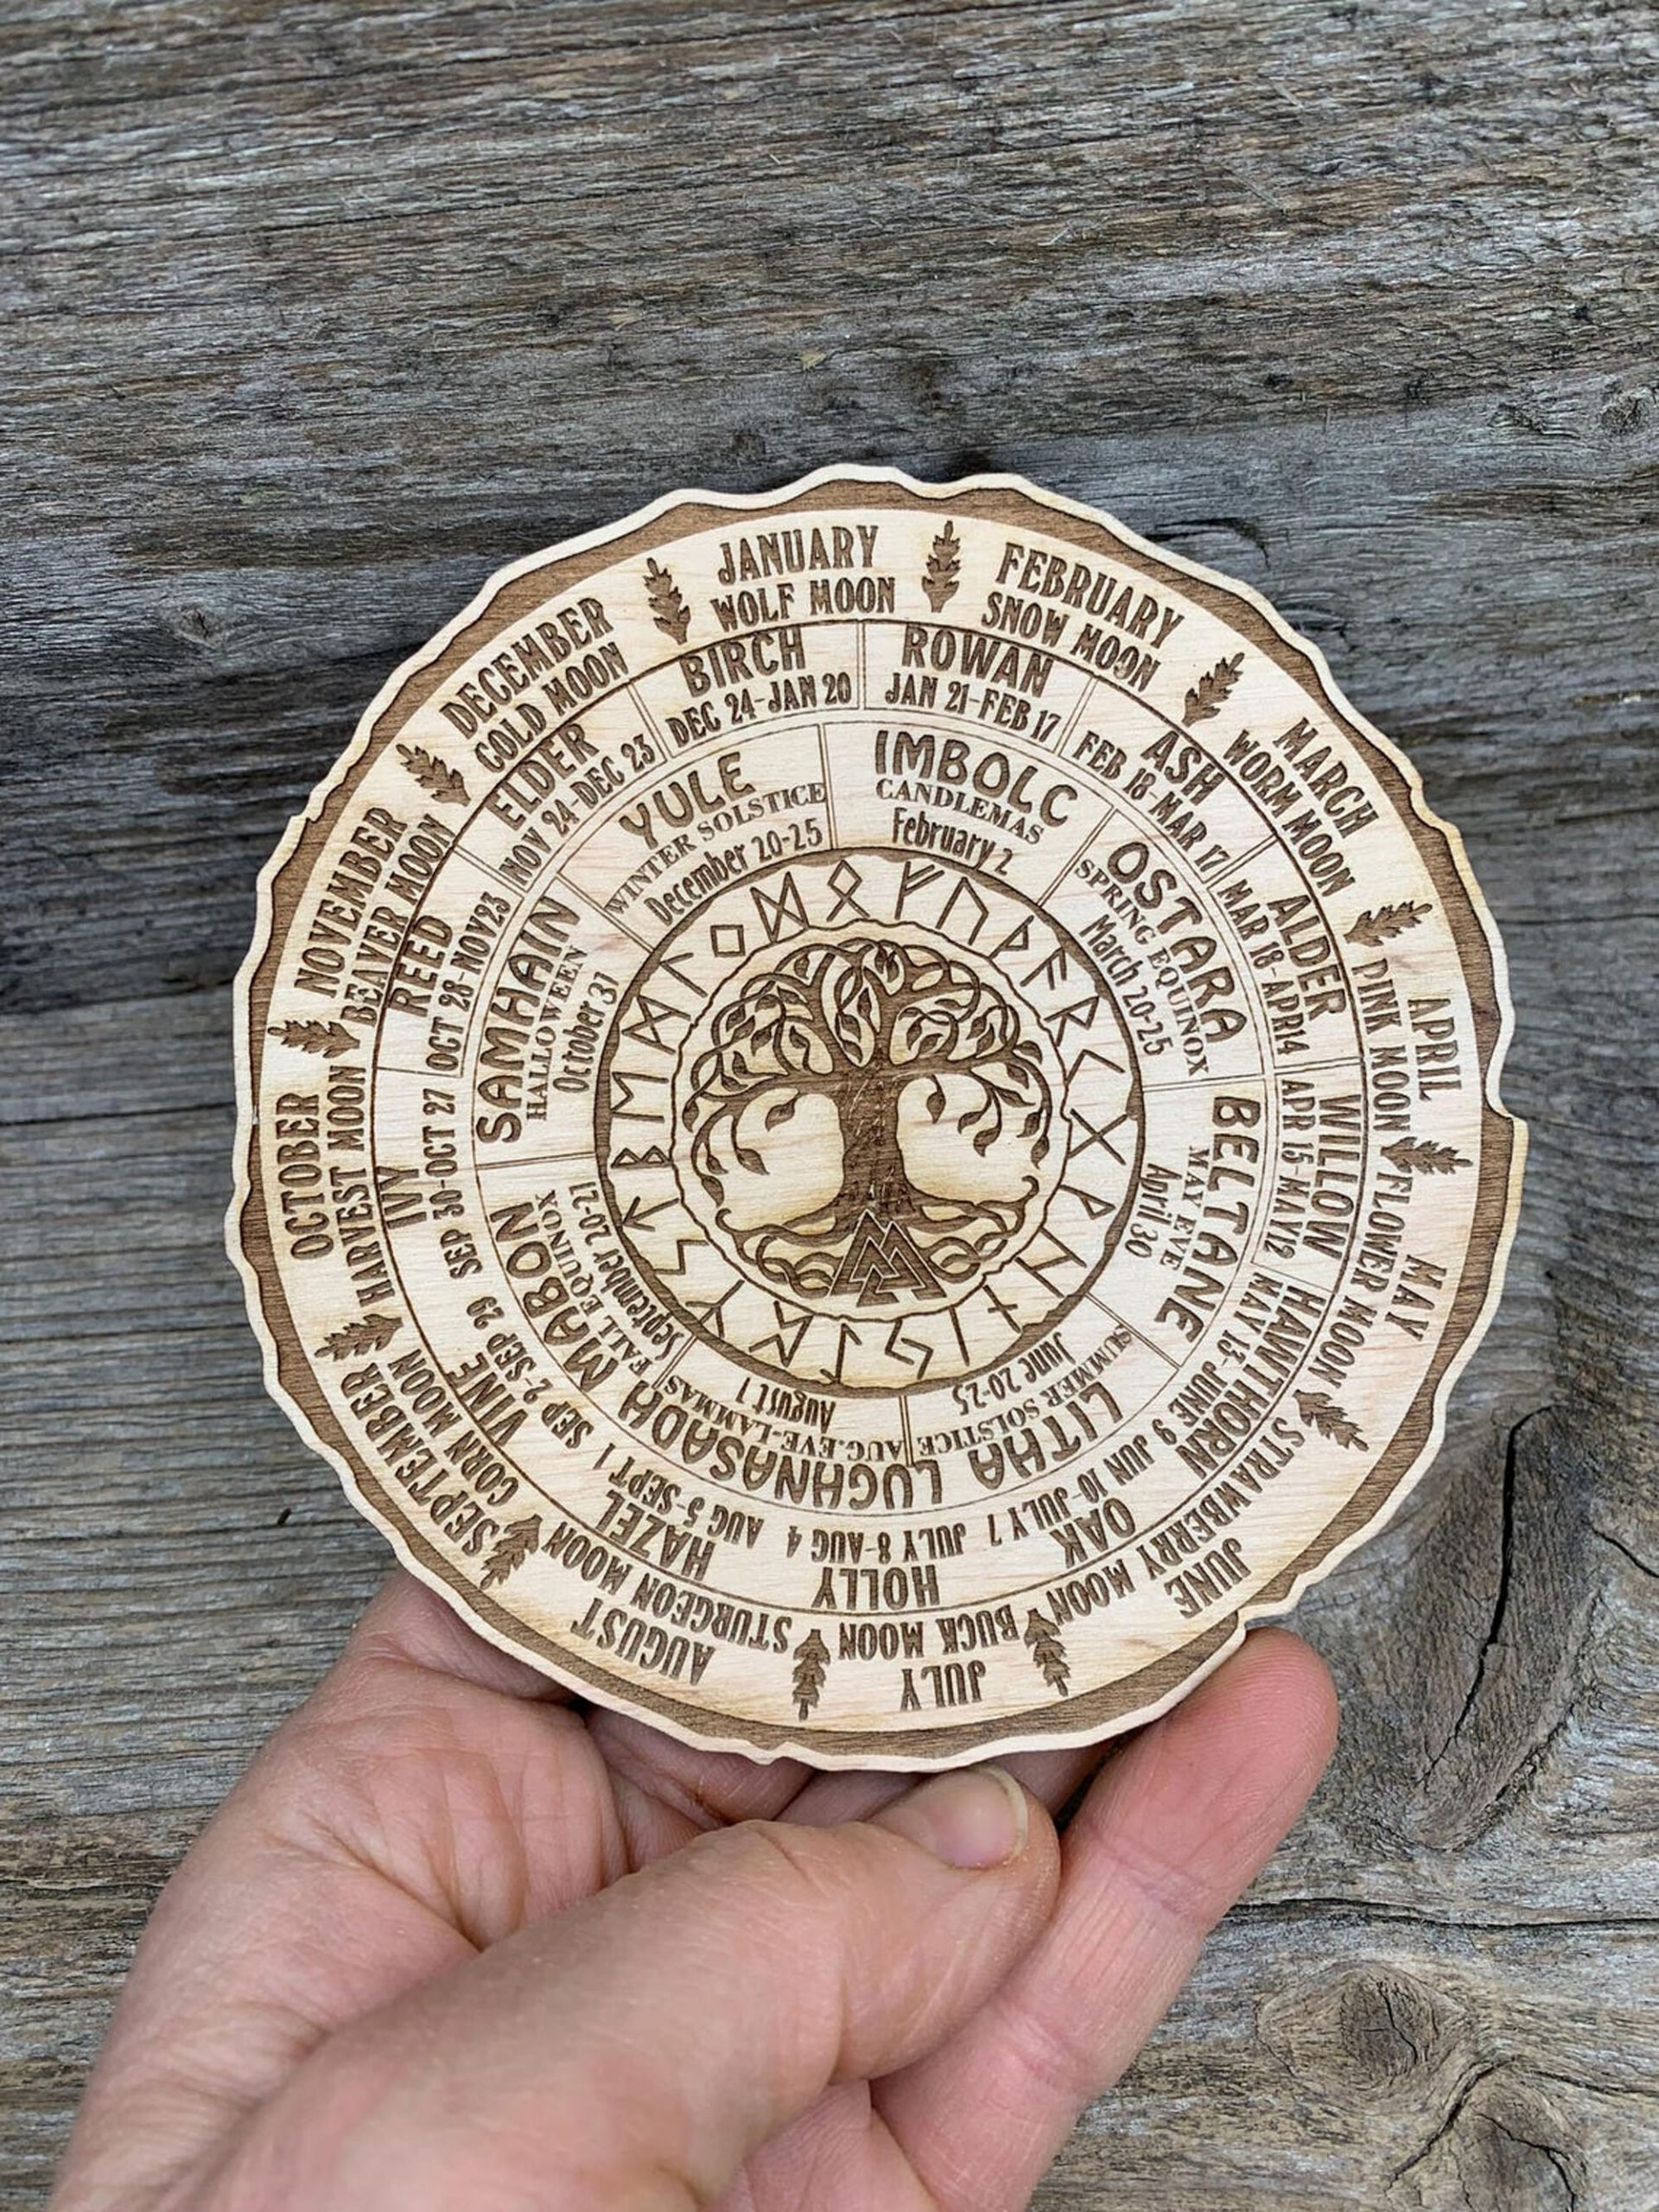 JANUARY
WOLF MOON
FEBRUARY
SNOW MOON
MARCH
WORM MOON
APRIL
PINK MOON
MAY
FLOWER MOON
JUNE
STRAWBERRY MOON
JULY
BUCK MOON
AUGUST
STURGEON MOON
SEPTEMBER
CORN MOON
OCTOBER
HARVEST MOON
NOVEMBER
BEAVER MOON
DECEMBER
COLD MOON
BIRCH
DEC 24-JAN 20
ROWAN
JAN 21-FEB 17
ASH
FEB 18-MAR 17
ALDER
MAR 18-APR14
WILLOW
APR 15-MAY12
HAWTHORN
MAY 13-JUNE 9
OAK
JUN 10-JULY 7
HOLLY
JULY 8-AUG 4
HAZEL
AUG 5-SEPT 1
VINE
SEP 2-SEP 29
IVY
SEP 30-OCT 27
REED
OCT 28-NOV23
ELDER
NOV 24-DEC 23
YULE
WINTER SOLSTICE
December 20-25
IMBOLC
CANDLEMAS
February 2
OSTARA
SPRING EQUINOX
March 20-25
BELTANE
MAY EVE
April 30
LITHA
SUMMER SOLSTICE
June 20-25
LUGHNASADH
AUG.EVE-LAMMAS
August 1
MABON
FALL EQUINOX
September 20-21
SAMHAIN
HALLOWEEN
October 31
ᚠ ᚢ ᚦ ᚨ ᚱ ᚲ ᚷ ᚹ ᚺ ᚾ ᛁ ᛃ ᛇ ᛈ ᛉ ᛊ ᛏ ᛒ ᛖ ᛗ ᛚ ᛜ ᛞ ᛟ